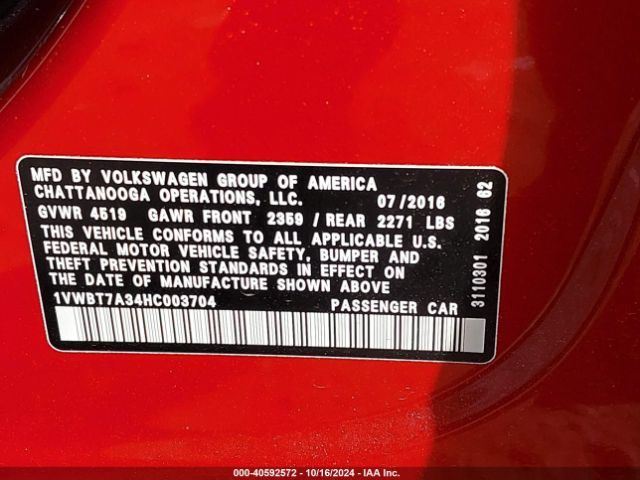 MFD BY VOLKSWAGEN GROUP OF AMERICA
CHATTANOOGA OPERATIONS, LLC. 07/2016
GVWR 4519 GAWR FRONT 2359 / REAR 2271 LBS
THIS VEHICLE CONFORMS TO ALL APPLICABLE U.S.
FEDERAL MOTOR VEHICLE SAFETY, BUMPER AND
THEFT PREVENTION STANDARDS IN EFFECT ON
THE DATE OF MANUFACTURE SHOWN ABOVE
1VWBT7A34HC003704 PASSENGER CAR
3110301 2016 62
000-40592572 - 10/16/2024 - IAA Inc.